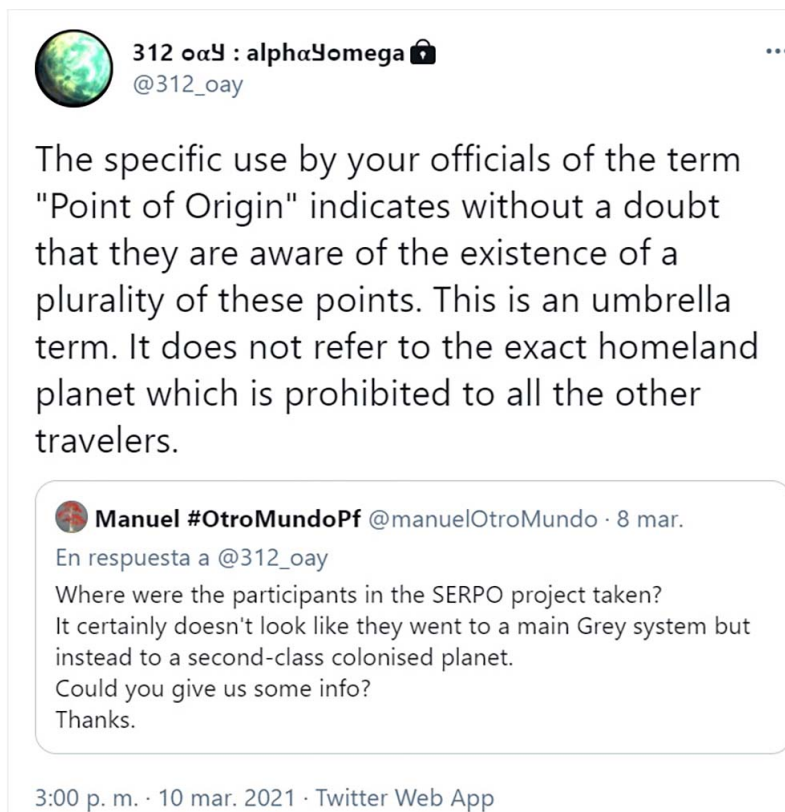 312 oαყ : alphαყomega
@312_oay
The specific use by your officials of the term
"Point of Origin" indicates without a doubt
that they are aware of the existence of a
plurality of these points. This is an umbrella
term. It does not refer to the exact homeland
planet which is prohibited to all the other
travelers.
Manuel #OtroMundoPf @manuelOtroMundo · 8 mar.
En respuesta a @312_oay
Where were the participants in the SERPO project taken?
It certainly doesn't look like they went to a main Grey system but
instead to a second-class colonised planet.
Could you give us some info?
Thanks.
3:00 p. m. · 10 mar. 2021 · Twitter Web App